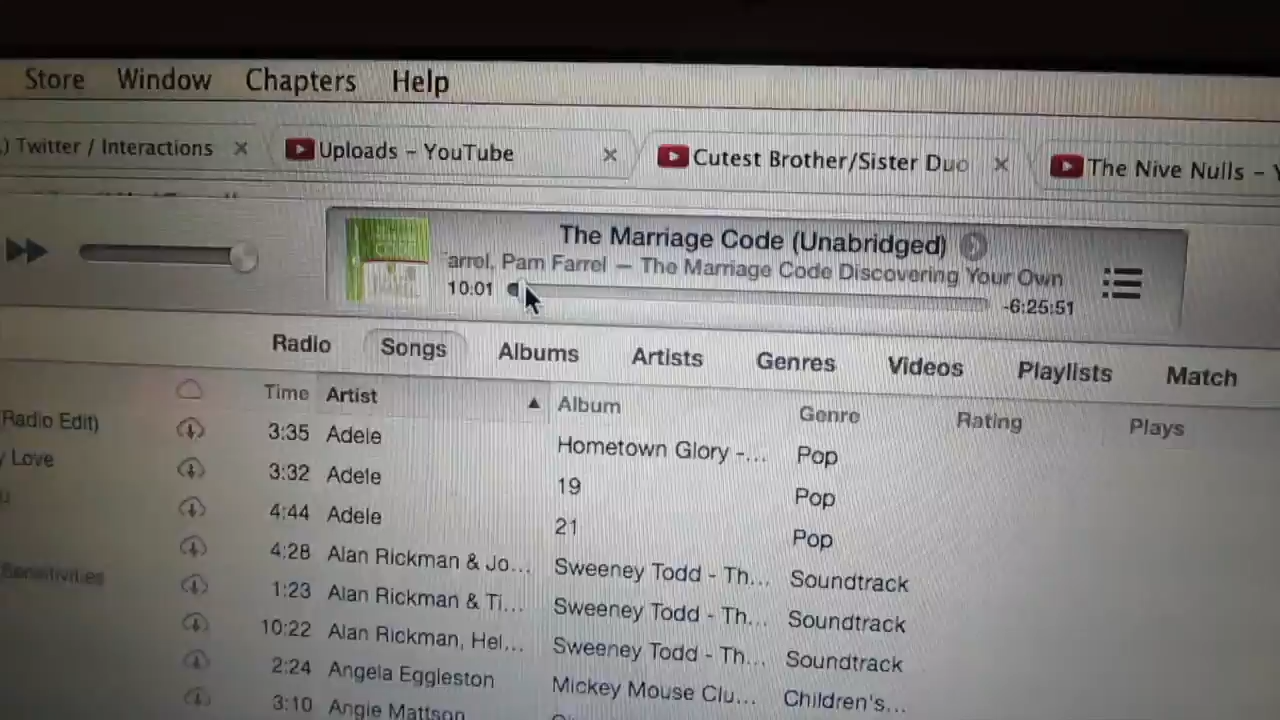 Store Window Chapters Help
) Twitter / Interactions Uploads – YouTube Cutest Brother/Sister Duo The Nive Nulls – Y
The Marriage Code (Unabridged)
arrel, Pam Farrel — The Marriage Code Discovering Your Own
10:01 -6:25:51
Radio Songs Albums Artists Genres Videos Playlists Match
Time Artist Album Genre Rating Plays
Radio Edit) 3:35 Adele Hometown Glory -... Pop
y Love 3:32 Adele 19 Pop
4:44 Adele 21 Pop
4:28 Alan Rickman & Jo... Sweeney Todd - Th... Soundtrack
Sensitivities 1:23 Alan Rickman & Ti... Sweeney Todd - Th... Soundtrack
10:22 Alan Rickman, Hel... Sweeney Todd - Th... Soundtrack
2:24 Angela Eggleston Mickey Mouse Clu... Children's...
3:10 Angie Mattson